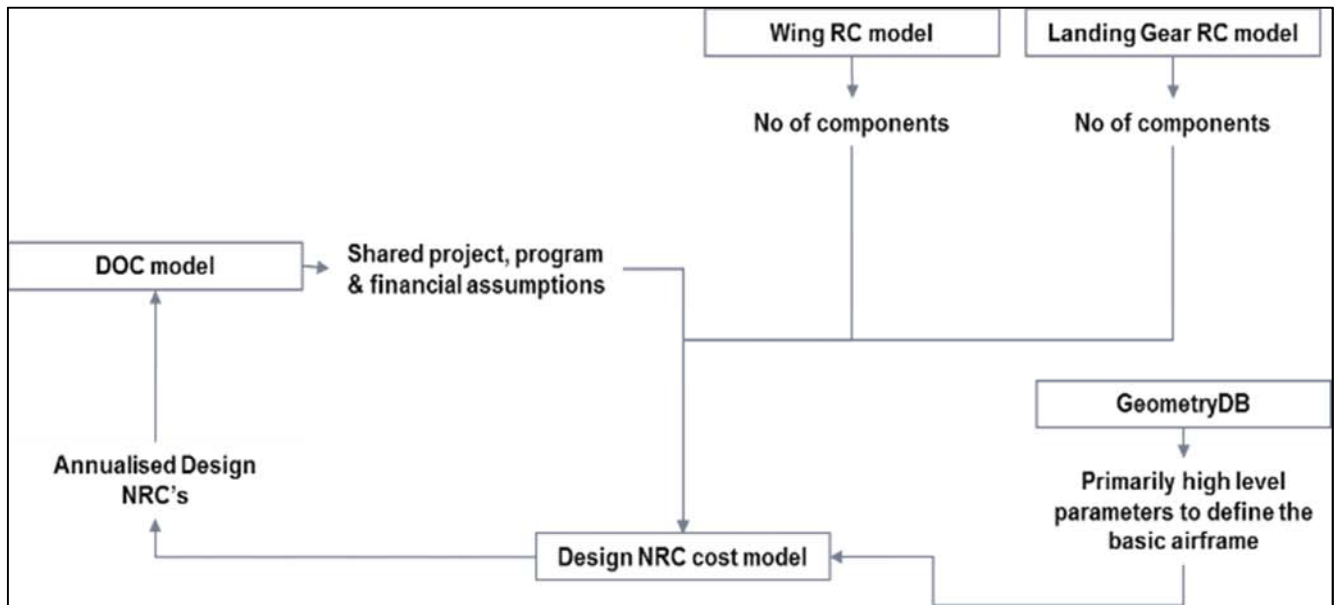 Wing RC model
Landing Gear RC model
No of components
No of components
DOC model
Shared project, program
& financial assumptions
GeometryDB
Annualised Design
NRC's
Primarily high level
parameters to define the
basic airframe
Design NRC cost model